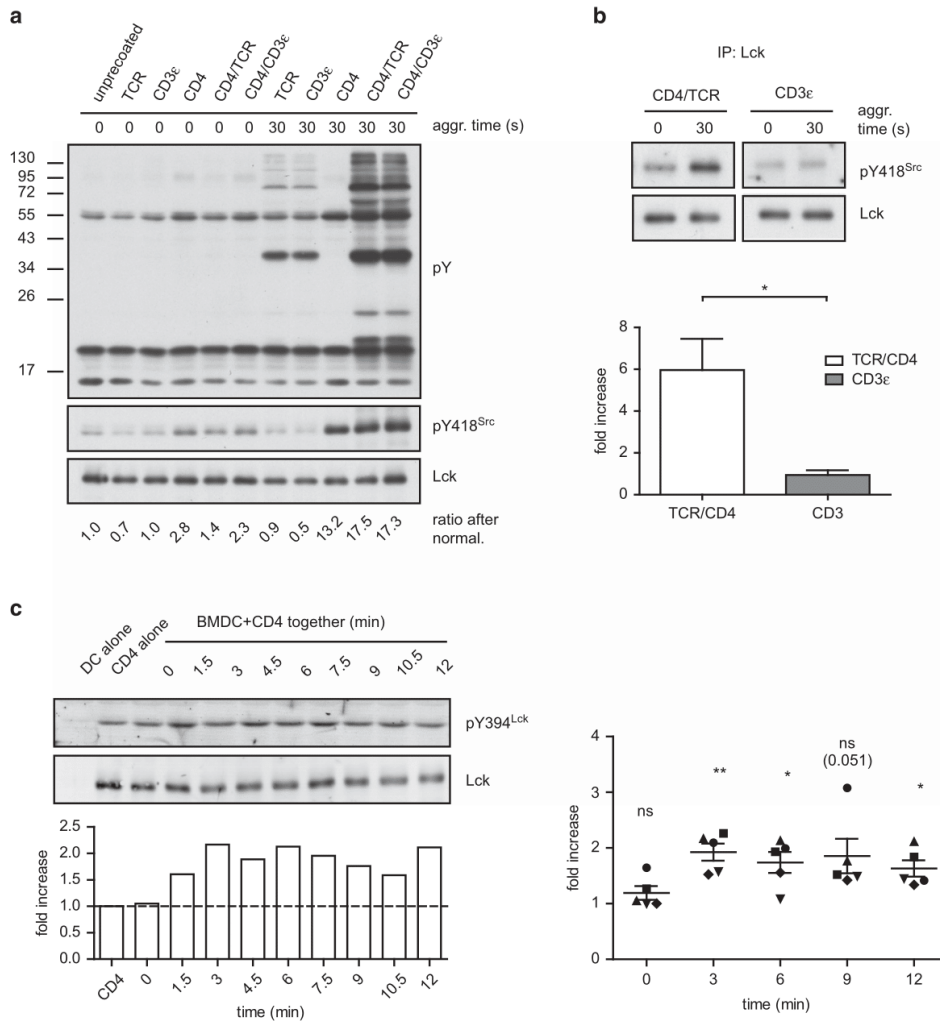 a
unprecoated TCR CD3ε CD4 CD4/TCR CD4/CD3ε TCR CD3ε CD4 CD4/TCR CD4/CD3ε
0 0 0 0 0 0 30 30 30 30 30 aggr. time (s)
130
95
72
55
43
34
26
17
pY
pY418Src
Lck
1.0 0.7 1.0 2.8 1.4 2.3 0.9 0.5 13.2 17.5 17.3
ratio after
normal.
b
IP: Lck
CD4/TCR CD3ε
aggr.
time (s)
0 30 0 30
pY418Src
Lck
*
8
6
4
2
0
fold increase
TCR/CD4
CD3ε
TCR/CD4 CD3
c
BMDC+CD4 together (min)
DC alone CD4 alone 0 1.5 3 4.5 6 7.5 9 10.5 12
pY394Lck
Lck
2.5
2.0
1.5
1.0
0.5
0.0
fold increase
CD4 0 1.5 3 4.5 6 7.5 9 10.5 12
time (min)
4
3
2
1
0
fold increase
ns
**
*
ns
(0.051)
*
0 3 6 9 12
time (min)